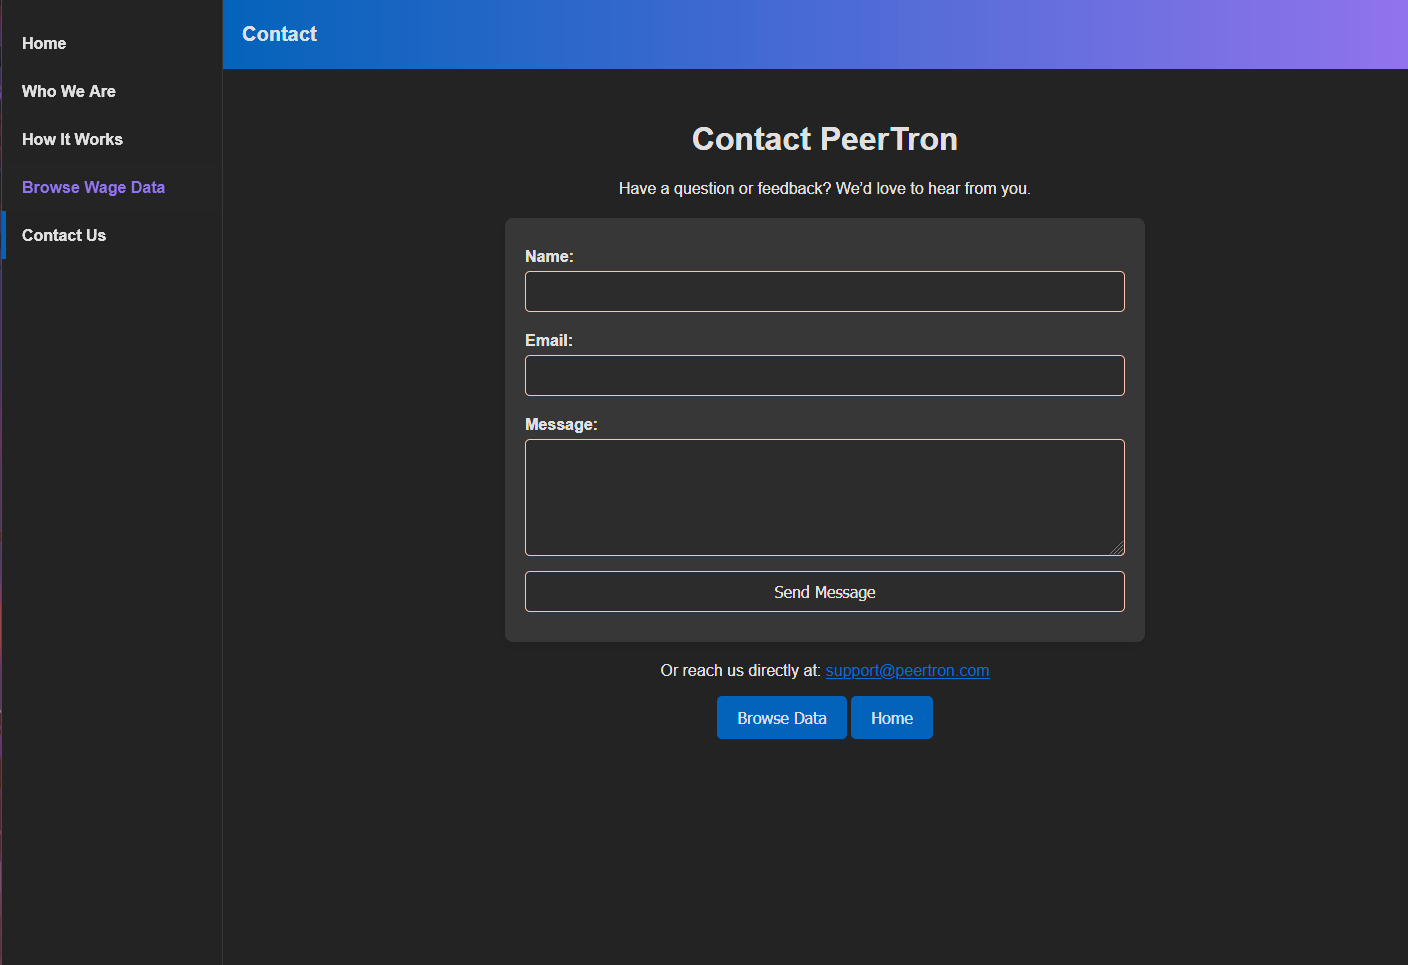 Home
Who We Are
How It Works
Browse Wage Data
Contact Us
Contact
Contact PeerTron
Have a question or feedback? We’d love to hear from you.
Name:
Email:
Message:
Send Message
Or reach us directly at: support@peertron.com
Browse Data
Home